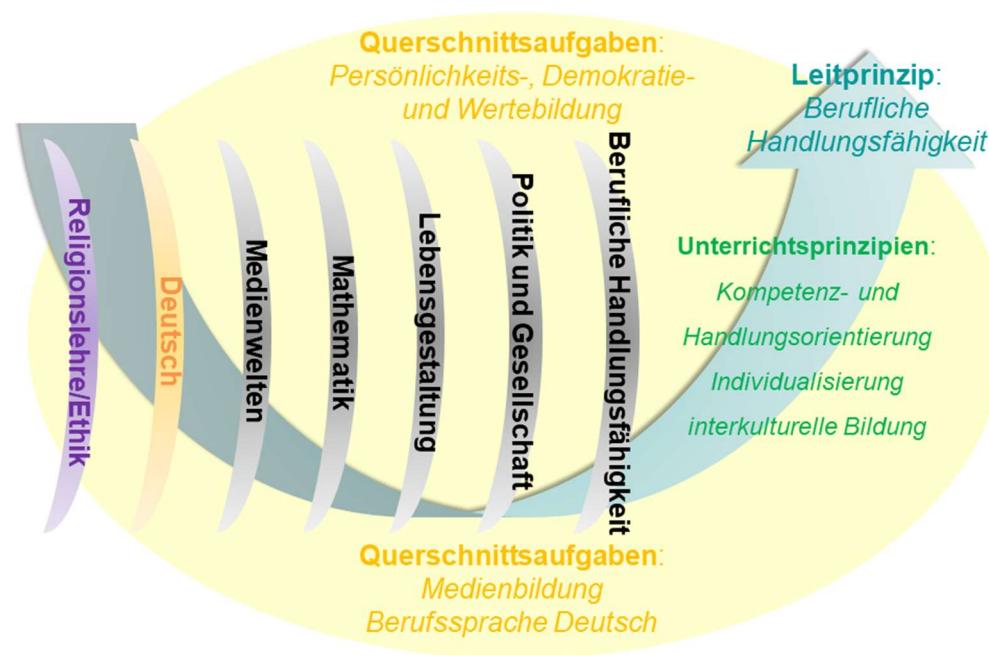 Querschnittsaufgaben:
Persönlichkeits-, Demokratie-
und Wertebildung
Leitprinzip:
Berufliche
Handlungsfähigkeit
Religionslehre/Ethik
Deutsch
Medienwelten
Mathematik
Lebensgestaltung
Politik und Gesellschaft
Berufliche Handlungsfähigkeit
Unterrichtsprinzipien:
Kompetenz- und
Handlungsorientierung
Individualisierung
interkulturelle Bildung
Querschnittsaufgaben:
Medienbildung
Berufssprache Deutsch